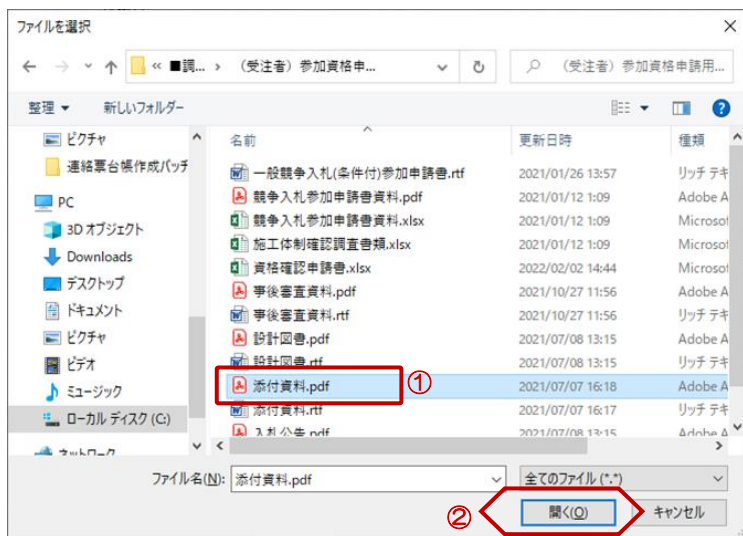 ファイルを選択
« ■調... › （受注者）参加資格申... （受注者）参加資格申請用...
整理 新しいフォルダー
名前 更新日時 種類
ピクチャ
連絡票台帳作成バッチ
PC
3D オブジェクト
Downloads
デスクトップ
ドキュメント
ピクチャ
ビデオ
ミュージック
ローカル ディスク (C:)
ネットワーク
一般競争入札(条件付)参加申請書.rtf 2021/01/26 13:57 リッチ テキ
競争入札参加申請書資料.pdf 2021/01/12 1:09 Adobe A
競争入札参加申請書資料.xlsx 2021/01/12 1:09 Microsof
施工体制確認調査書類.xlsx 2021/01/12 1:09 Microsof
資格確認申請書.xlsx 2022/02/02 14:44 Microsof
事後審査資料.pdf 2021/10/27 11:56 Adobe A
事後審査資料.rtf 2021/10/27 11:56 リッチ テキ
設計図書.pdf 2021/07/08 13:15 Adobe A
設計図書.rtf 2021/07/08 13:15 リッチ テキ
添付資料.pdf ① 2021/07/07 16:18 Adobe A
添付資料.rtf 2021/07/07 16:17 リッチ テキ
入札公告.pdf 2021/07/08 13:15 Adobe A
ファイル名(N): 添付資料.pdf 全てのファイル (*.*)
② 開く(O) キャンセル